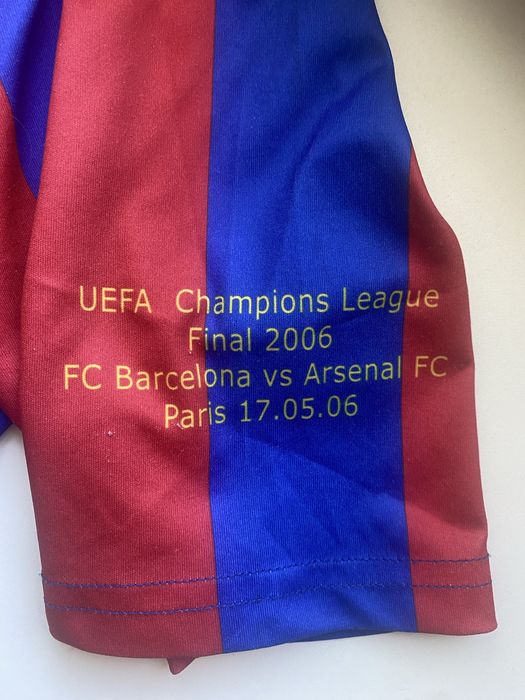 UEFA Champions League
Final 2006
FC Barcelona vs Arsenal FC
Paris 17.05.06